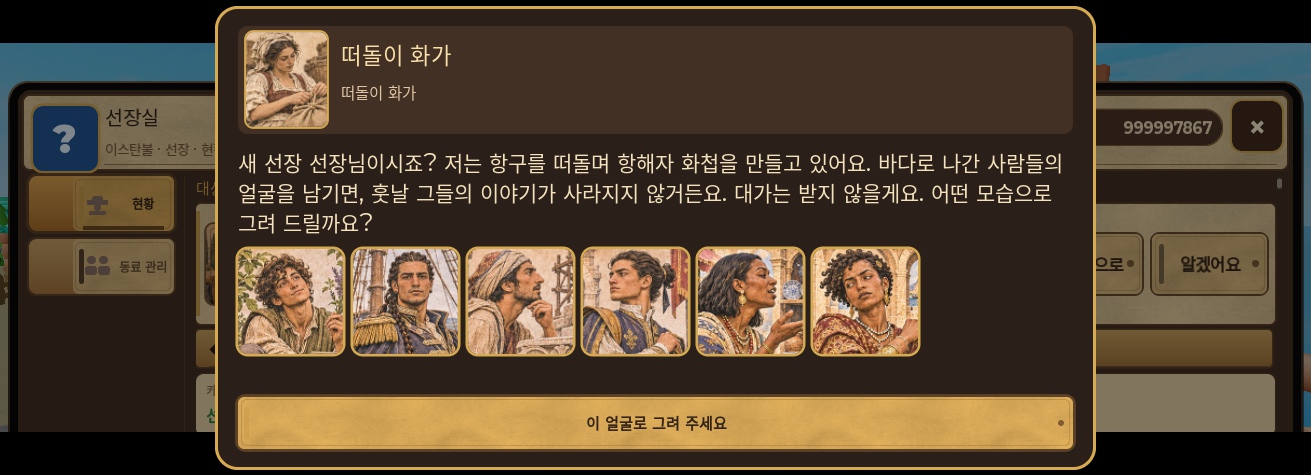 떠돌이 화가
떠돌이 화가
새 선장 선장님이시죠? 저는 항구를 떠돌며 항해자 화첩을 만들고 있어요. 바다로 나간 사람들의
얼굴을 남기면, 훗날 그들의 이야기가 사라지지 않거든요. 대가는 받지 않을게요. 어떤 모습으로
그려 드릴까요?
이 얼굴로 그려 주세요
?
선장실
이스탄불 · 선장 · 현
999997867
×
현황
동료 관리
으로
알겠어요